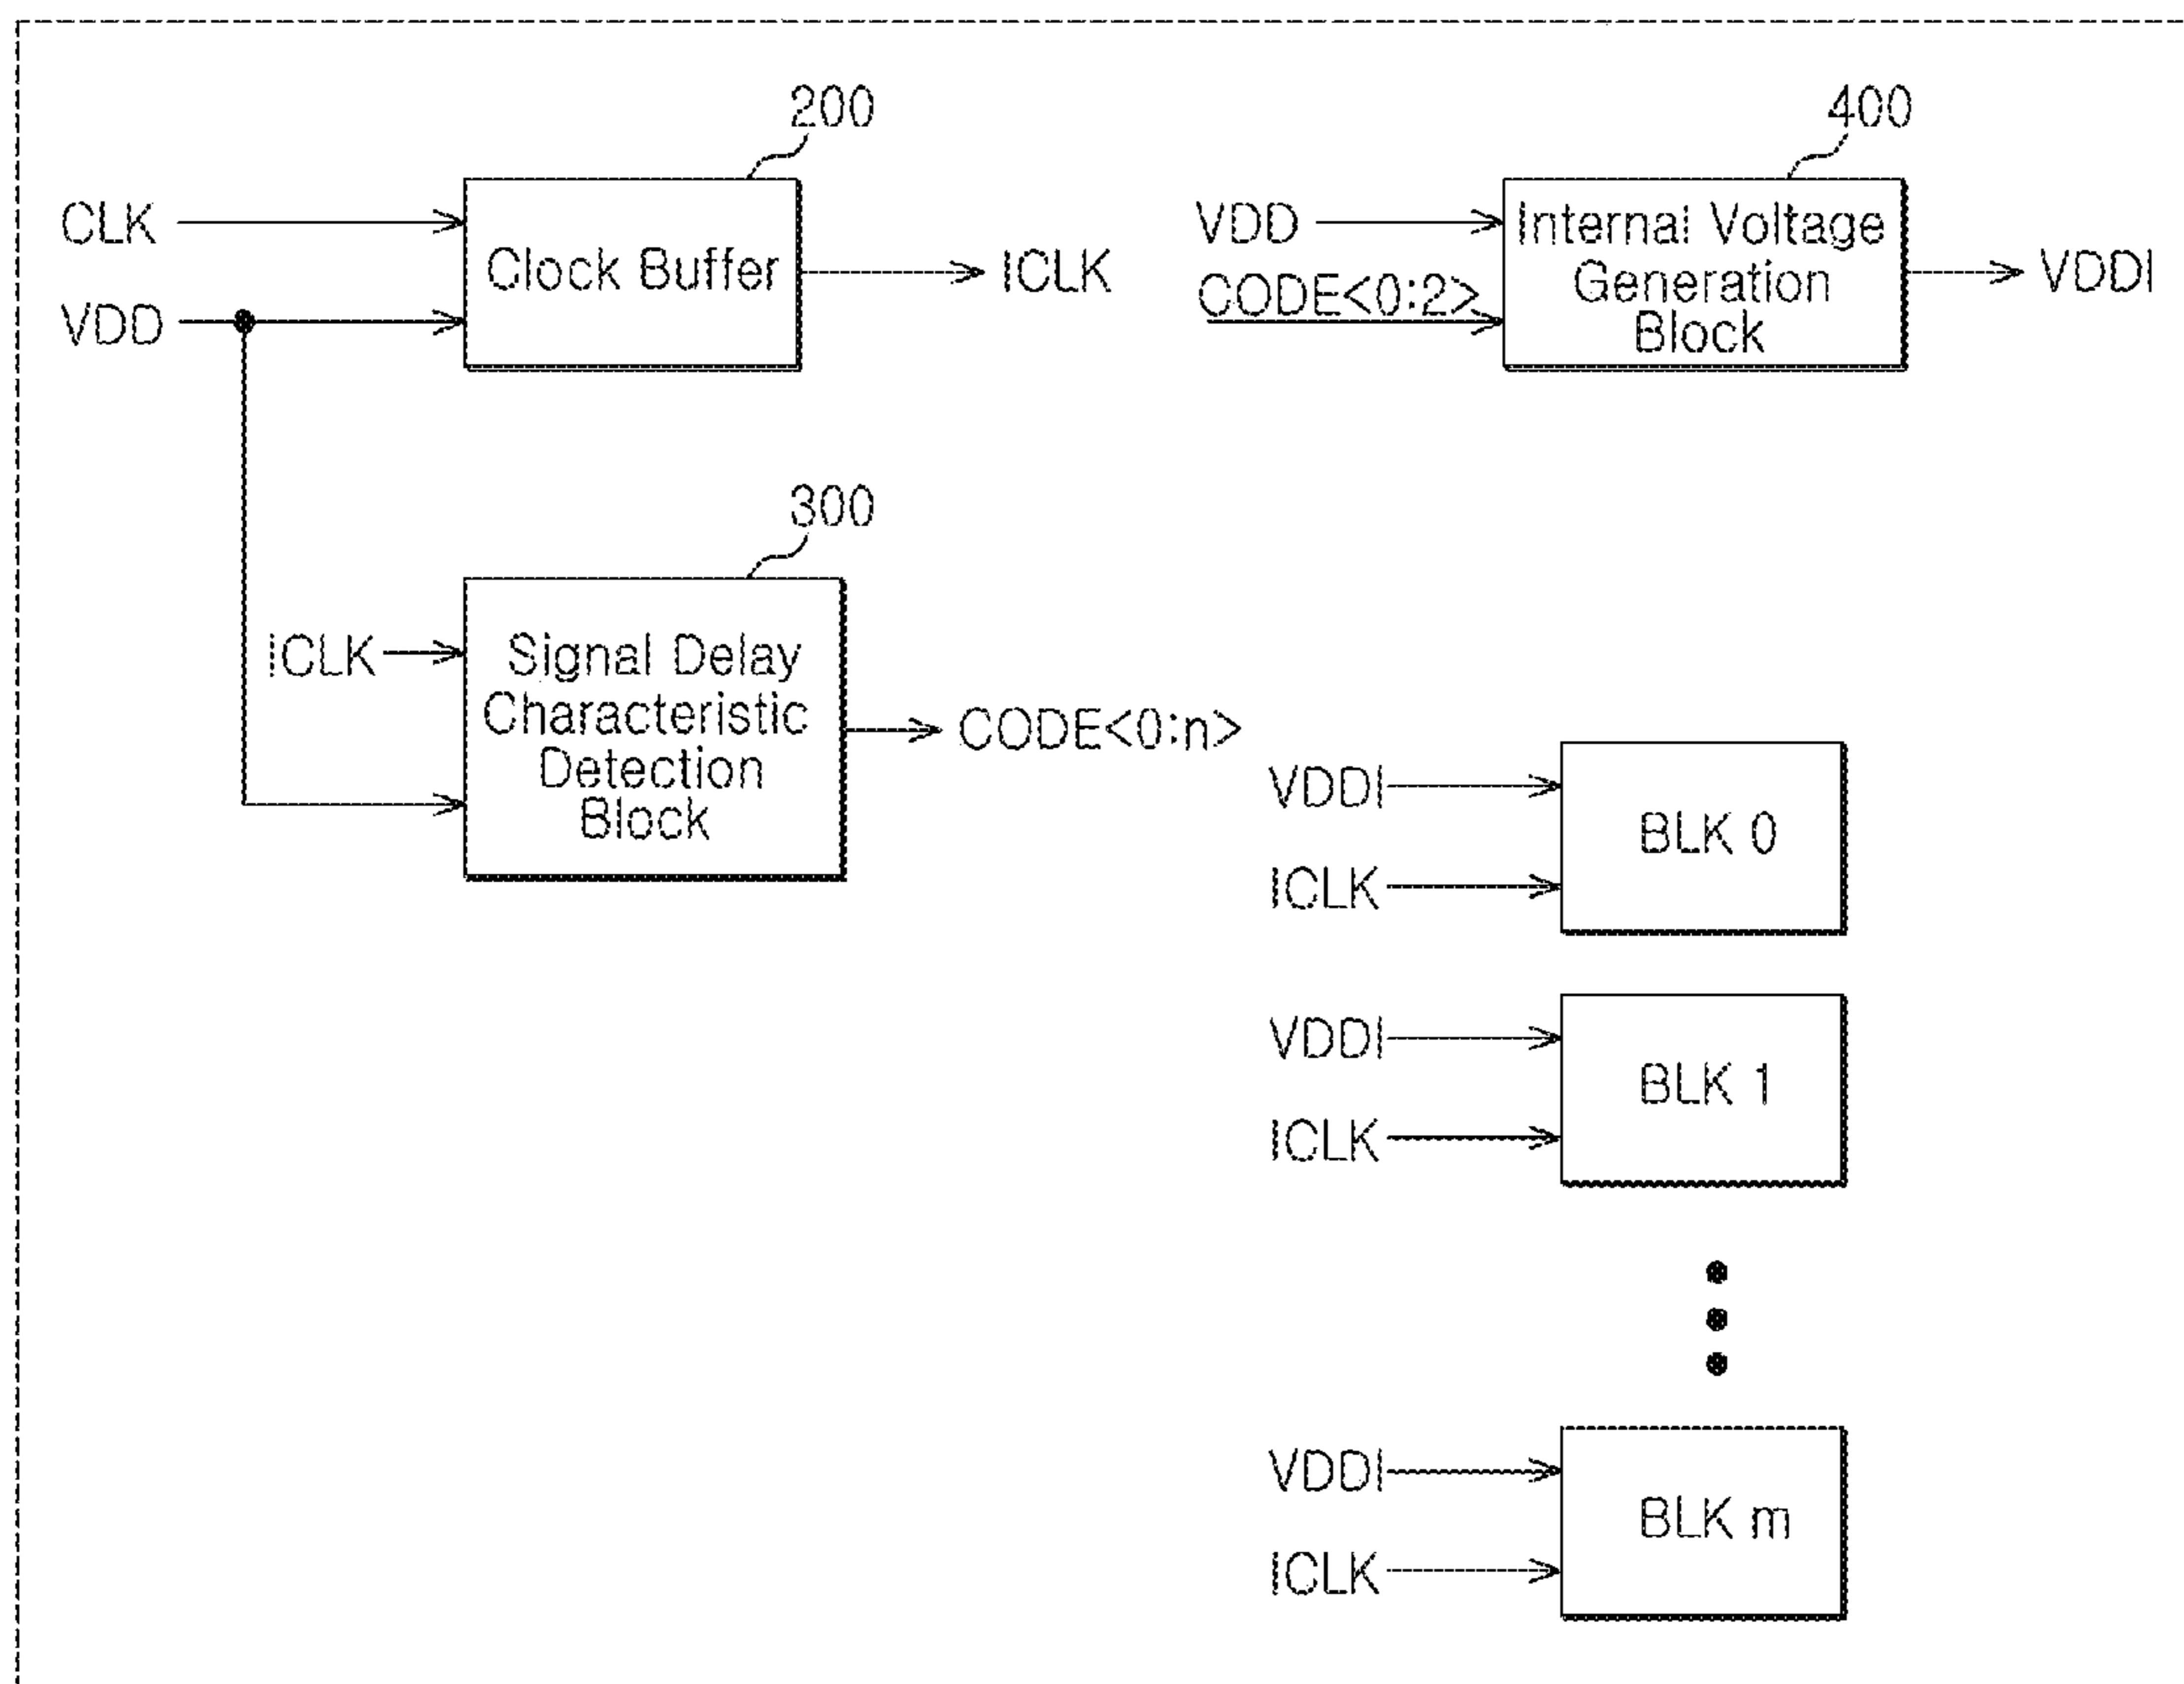 200
CLK
VDD
Clock Buffer
ICLK
400
VDD
CODE<0:2>
Internal Voltage
Generation
Block
VDDI
300
ICLK
Signal Delay
Characteristic
Detection
Block
CODE<0:n>
VDDI
ICLK
BLK 0
VDDI
ICLK
BLK 1
VDDI
ICLK
BLK m